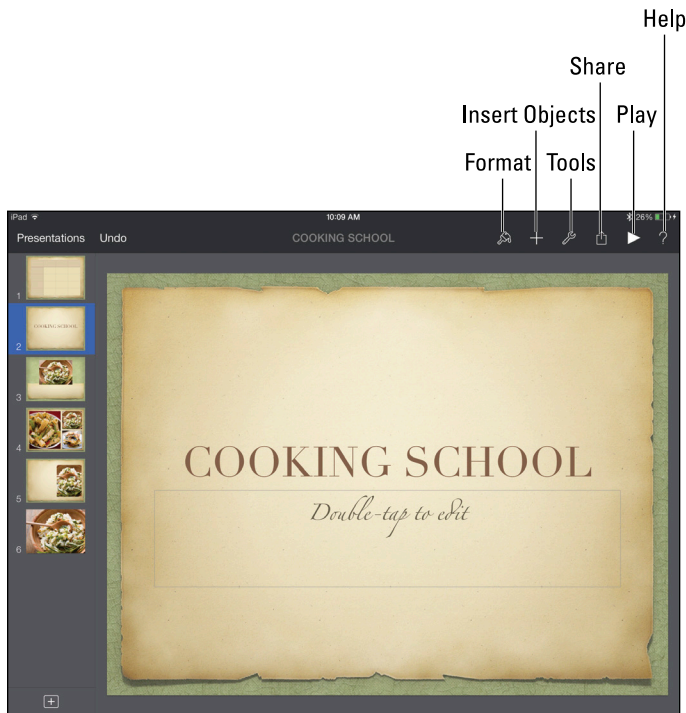 Help
Share
Insert Objects Play
Format Tools
iPad 10:09 AM 26%
Presentations Undo COOKING SCHOOL ?
1
COOKING SCHOOL
2
3
4
5
6
COOKING SCHOOL
Double-tap to edit